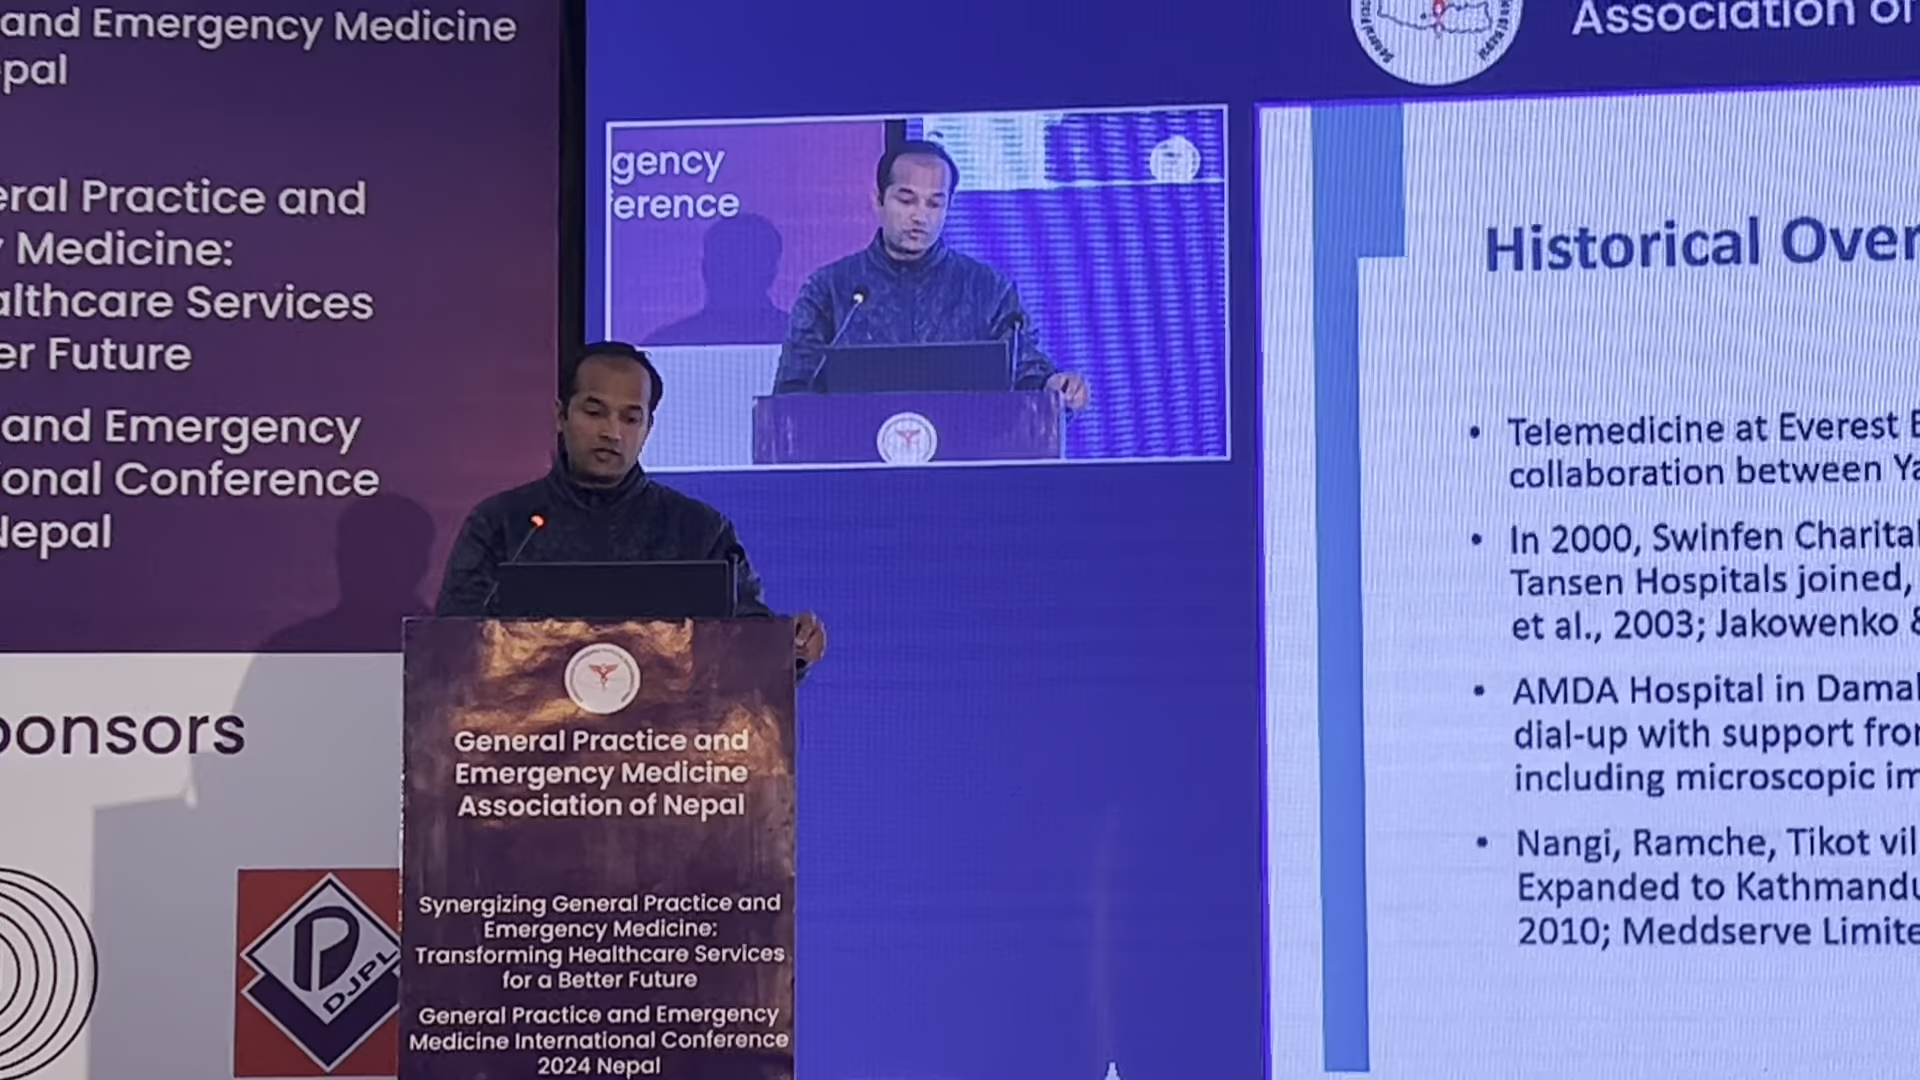 and Emergency Medicine
pal
eral Practice and
Medicine:
althcare Services
er Future
and Emergency
ional Conference
Nepal
ponsors
DJPL
gency
ference
General Practice and
Emergency Medicine
Association of Nepal
Synergizing General Practice and
Emergency Medicine:
Transforming Healthcare Services
for a Better Future
General Practice and Emergency
Medicine International Conference
2024 Nepal
Association of
Historical Over
• Telemedicine at Everest B
collaboration between Ya
• In 2000, Swinfen Charita
Tansen Hospitals joined,
et al., 2003; Jakowenko &
• AMDA Hospital in Dama
dial-up with support fro
including microscopic im
• Nangi, Ramche, Tikot vil
Expanded to Kathmandu
2010; Meddserve Limite